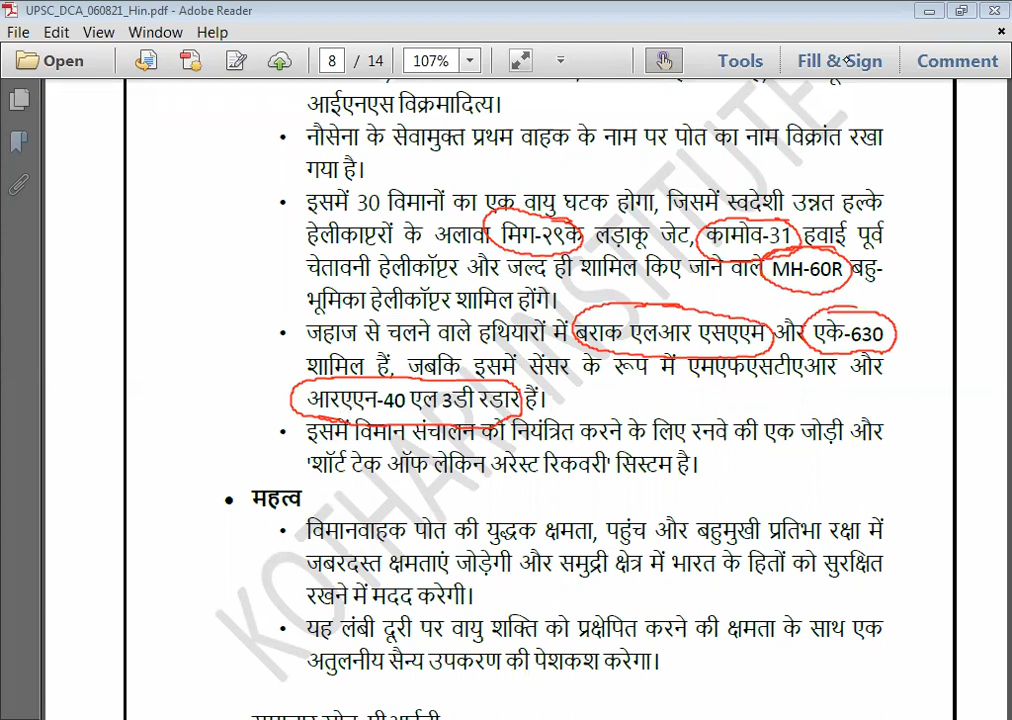 UPSC_DCA_060821_Hin.pdf - Adobe Reader
File Edit View Window Help
Open 8 / 14 107% Tools Fill & Sign Comment
आईएनएस विक्रमादित्य।
• नौसेना के सेवामुक्त प्रथम वाहक के नाम पर पोत का नाम विक्रांत रखा
गया है।
इसमें 30 विमानों का एक वायु घटक होगा, जिसमें स्वदेशी उन्नत हल्के
हेलीकाप्टरों के अलावा मिग-२९के लड़ाकू जेट, कामोव-31 हवाई पूर्व
चेतावनी हेलीकॉप्टर और जल्द ही शामिल किए जाने वाले MH-60R बहु-
भूमिका हेलीकॉप्टर शामिल होंगे।
• जहाज से चलने वाले हथियारों में बराक एलआर एसएएम और एके-630
शामिल हैं, जबकि इसमें सेंसर के रूप में एमएफएसटीएआर और
आरएएन-40 एल 3डी रडार हैं।
• इसमें विमान संचालन को नियंत्रित करने के लिए रनवे की एक जोड़ी और
'शॉर्ट टेक ऑफ लेकिन अरेस्ट रिकवरी' सिस्टम है।
• महत्व
• विमानवाहक पोत की युद्धक क्षमता, पहुंच और बहुमुखी प्रतिभा रक्षा में
जबरदस्त क्षमताएं जोड़ेगी और समुद्री क्षेत्र में भारत के हितों को सुरक्षित
रखने में मदद करेगी।
• यह लंबी दूरी पर वायु शक्ति को प्रक्षेपित करने की क्षमता के साथ एक
अतुलनीय सैन्य उपकरण की पेशकश करेगा।
KOTHARI INSTITUTE